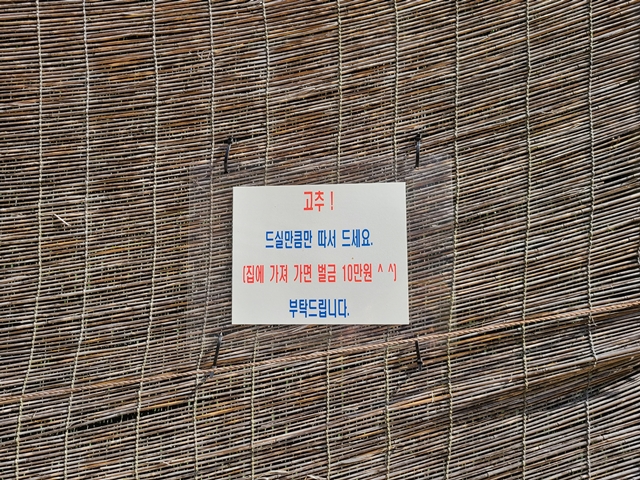 고추 !
드실만큼만 따서 드세요.
(집에 가져 가면 벌금 10만원 ^ ^)
부탁드립니다.